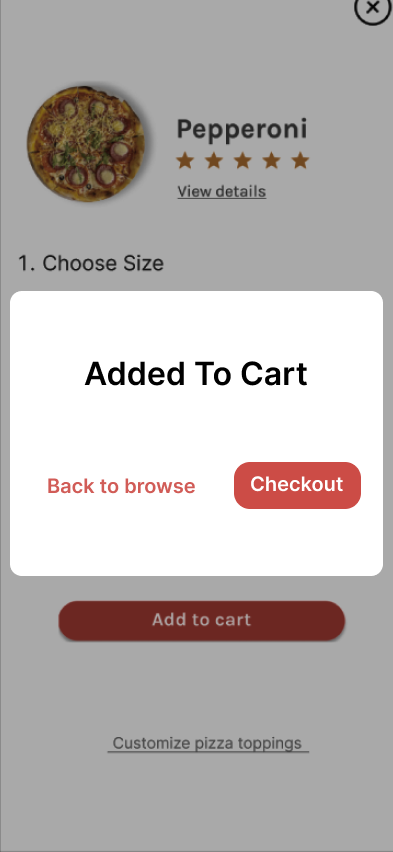 Pepperoni
View details
1. Choose Size
Added To Cart
Back to browse
Checkout
Add to cart
Customize pizza toppings